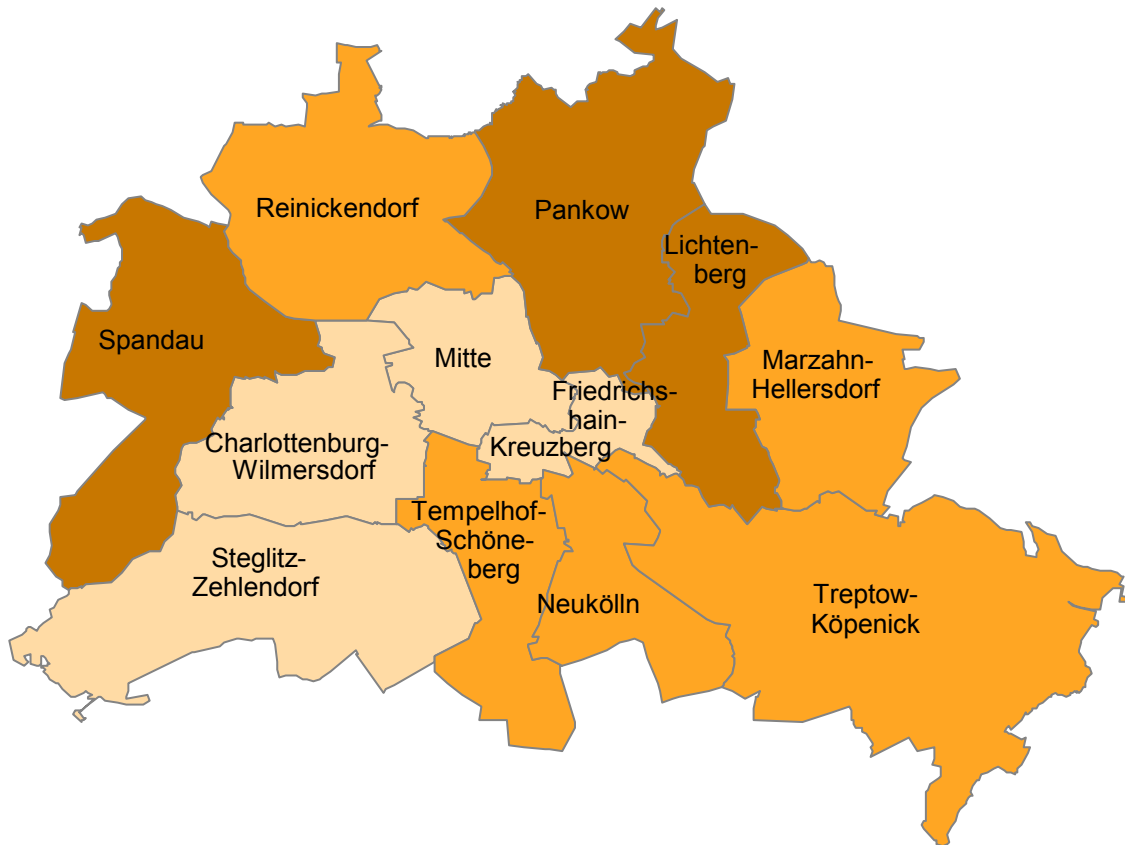 Reinickendorf
Pankow
Lichten-
berg
Spandau
Mitte
Marzahn-
Hellersdorf
Friedrichs-
hain-
Kreuzberg
Charlottenburg-
Wilmersdorf
Tempelhof-
Schöne-
berg
Steglitz-
Zehlendorf
Neukölln
Treptow-
Köpenick